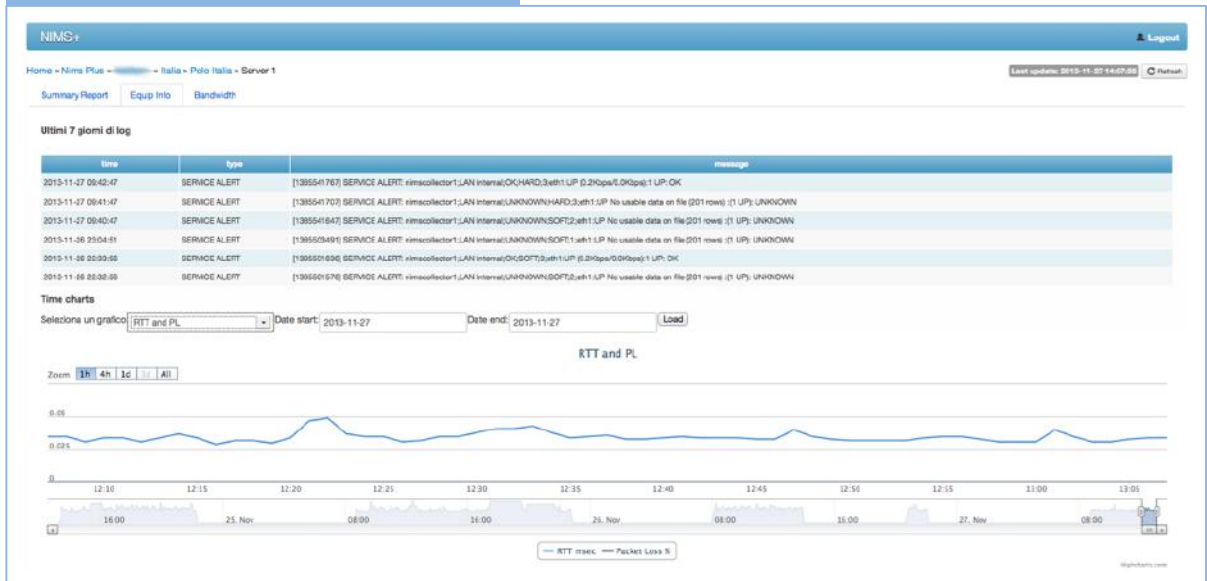 NIMS+
Logout
Home » Nims Plus » » Italia » Polo Italia » Server 1
Last update: 2013-11-27 14:07:
Refresh
Summary Report Equip Info Bandwidth
Ultimi 7 giorni di log
time type message
2013-11-27 09:42:47 SERVICE ALERT [1385541767] SERVICE ALERT: nimscollector1;LAN Internal;OK;HARD;3;eth1:UP (0.2Kbps/0.0Kbps):1 UP: OK
2013-11-27 09:41:47 SERVICE ALERT [1385541707] SERVICE ALERT: nimscollector1;LAN Internal;UNKNOWN;HARD;3;eth1:UP No usable data on file (201 rows) :(1 UP): UNKNOWN
2013-11-27 09:40:47 SERVICE ALERT [1385541647] SERVICE ALERT: nimscollector1;LAN Internal;UNKNOWN;SOFT;2;eth1:UP No usable data on file (201 rows) :(1 UP): UNKNOWN
2013-11-26 23:04:51 SERVICE ALERT [1385503491] SERVICE ALERT: nimscollector1;LAN Internal;UNKNOWN;SOFT;1;eth1:UP No usable data on file (201 rows) :(1 UP): UNKNOWN
2013-11-26 SERVICE ALERT SERVICE ALERT: nimscollector1;LAN Internal;OK;SOFT;3;eth1:UP (0.2Kbps/0.0Kbps):1 UP: OK
2013-11-26 SERVICE ALERT SERVICE ALERT: nimscollector1;LAN Internal;UNKNOWN;SOFT;2;eth1:UP No usable data on file (201 rows) :(1 UP): UNKNOWN
Time charts
Seleziona un grafico: RTT and PL Date start: 2013-11-27 Date end: 2013-11-27 Load
RTT and PL
Zoom 1h 4h 1d 3d All
0.05
0.025
0
12:10 12:15 12:20 12:25 12:30 12:35 12:40 12:45 12:50 12:55 13:00 13:05
16:00 25. Nov 08:00 16:00 26. Nov 08:00 16:00 27. Nov 08:00
RTT msec Packet Loss %
Highcharts.com